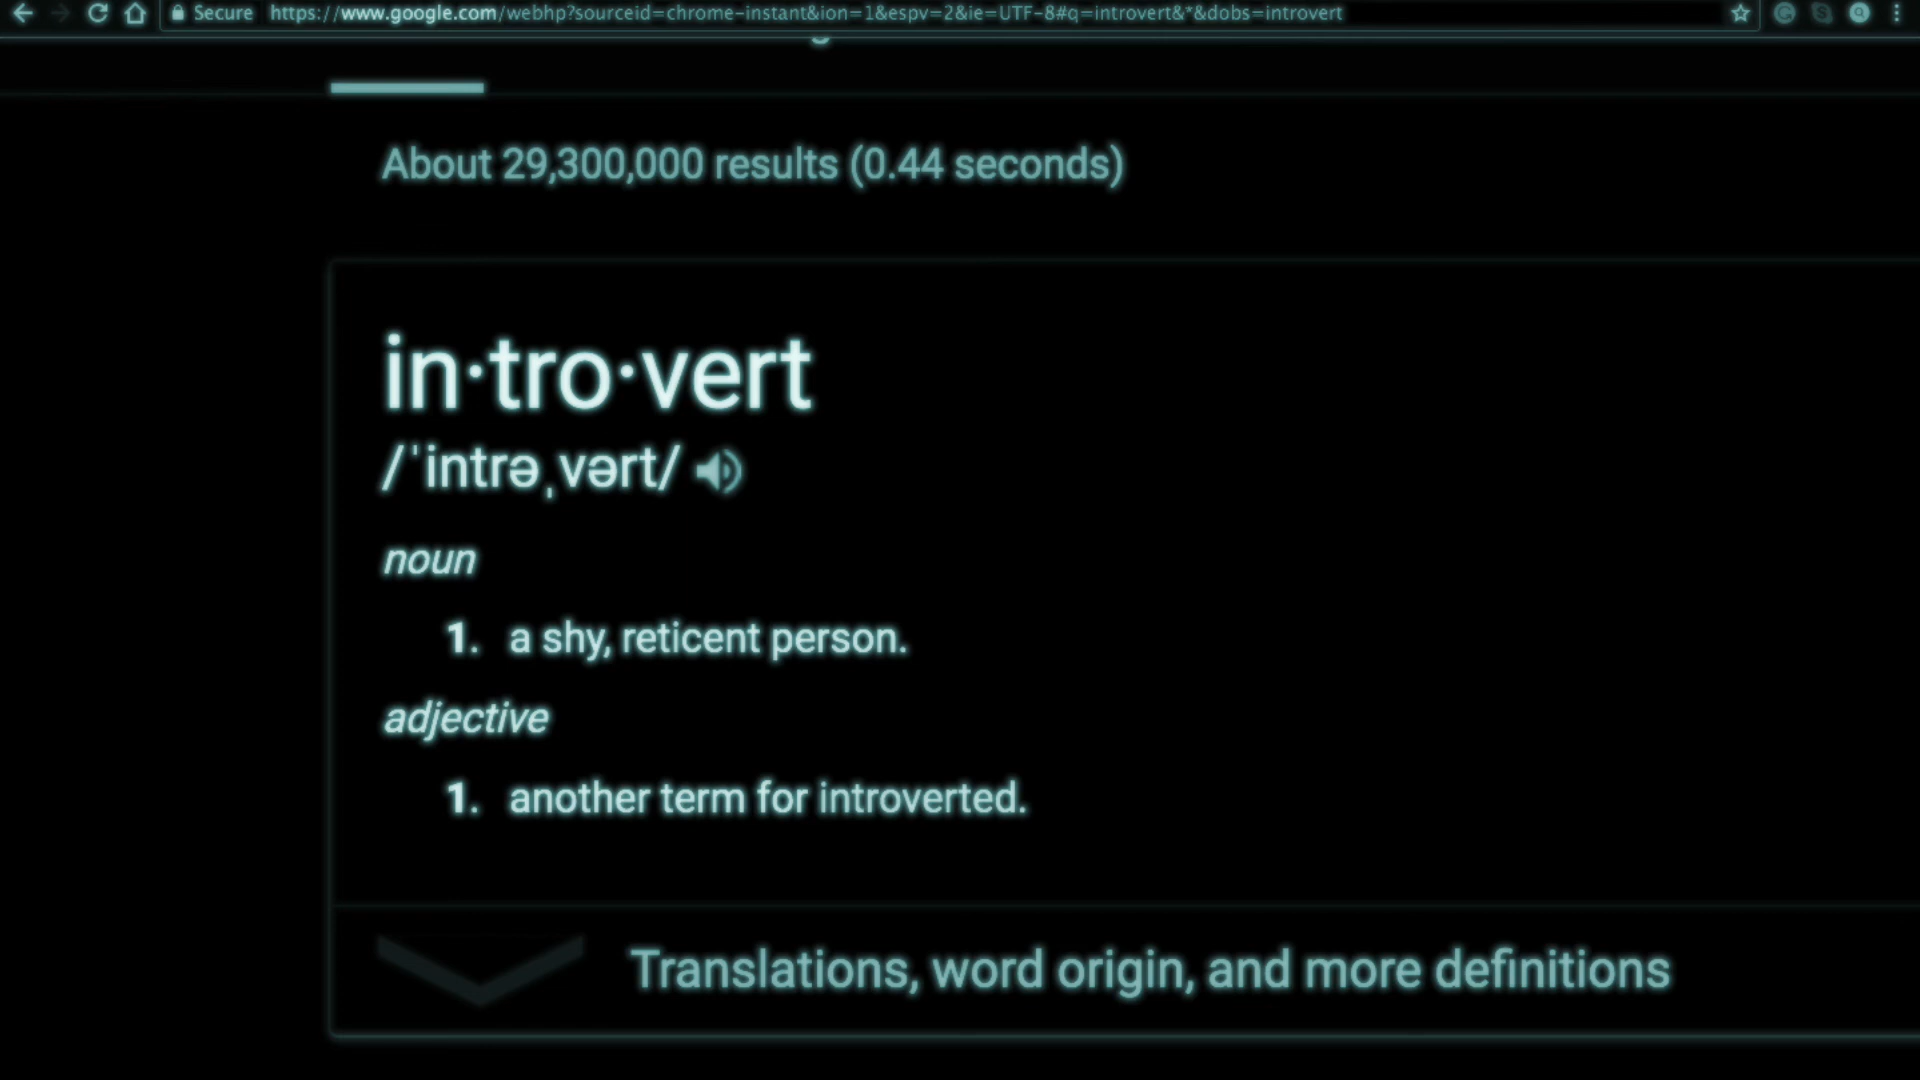 Secure https://www.google.com/webhp?sourceid=chrome-instant&ion=1&espv=2&ie=UTF-8#q=introvert&*&dobs=introvert
About 29,300,000 results (0.44 seconds)
in·tro·vert
/ˈintrəˌvərt/
noun
1. a shy, reticent person.
adjective
1. another term for introverted.
Translations, word origin, and more definitions